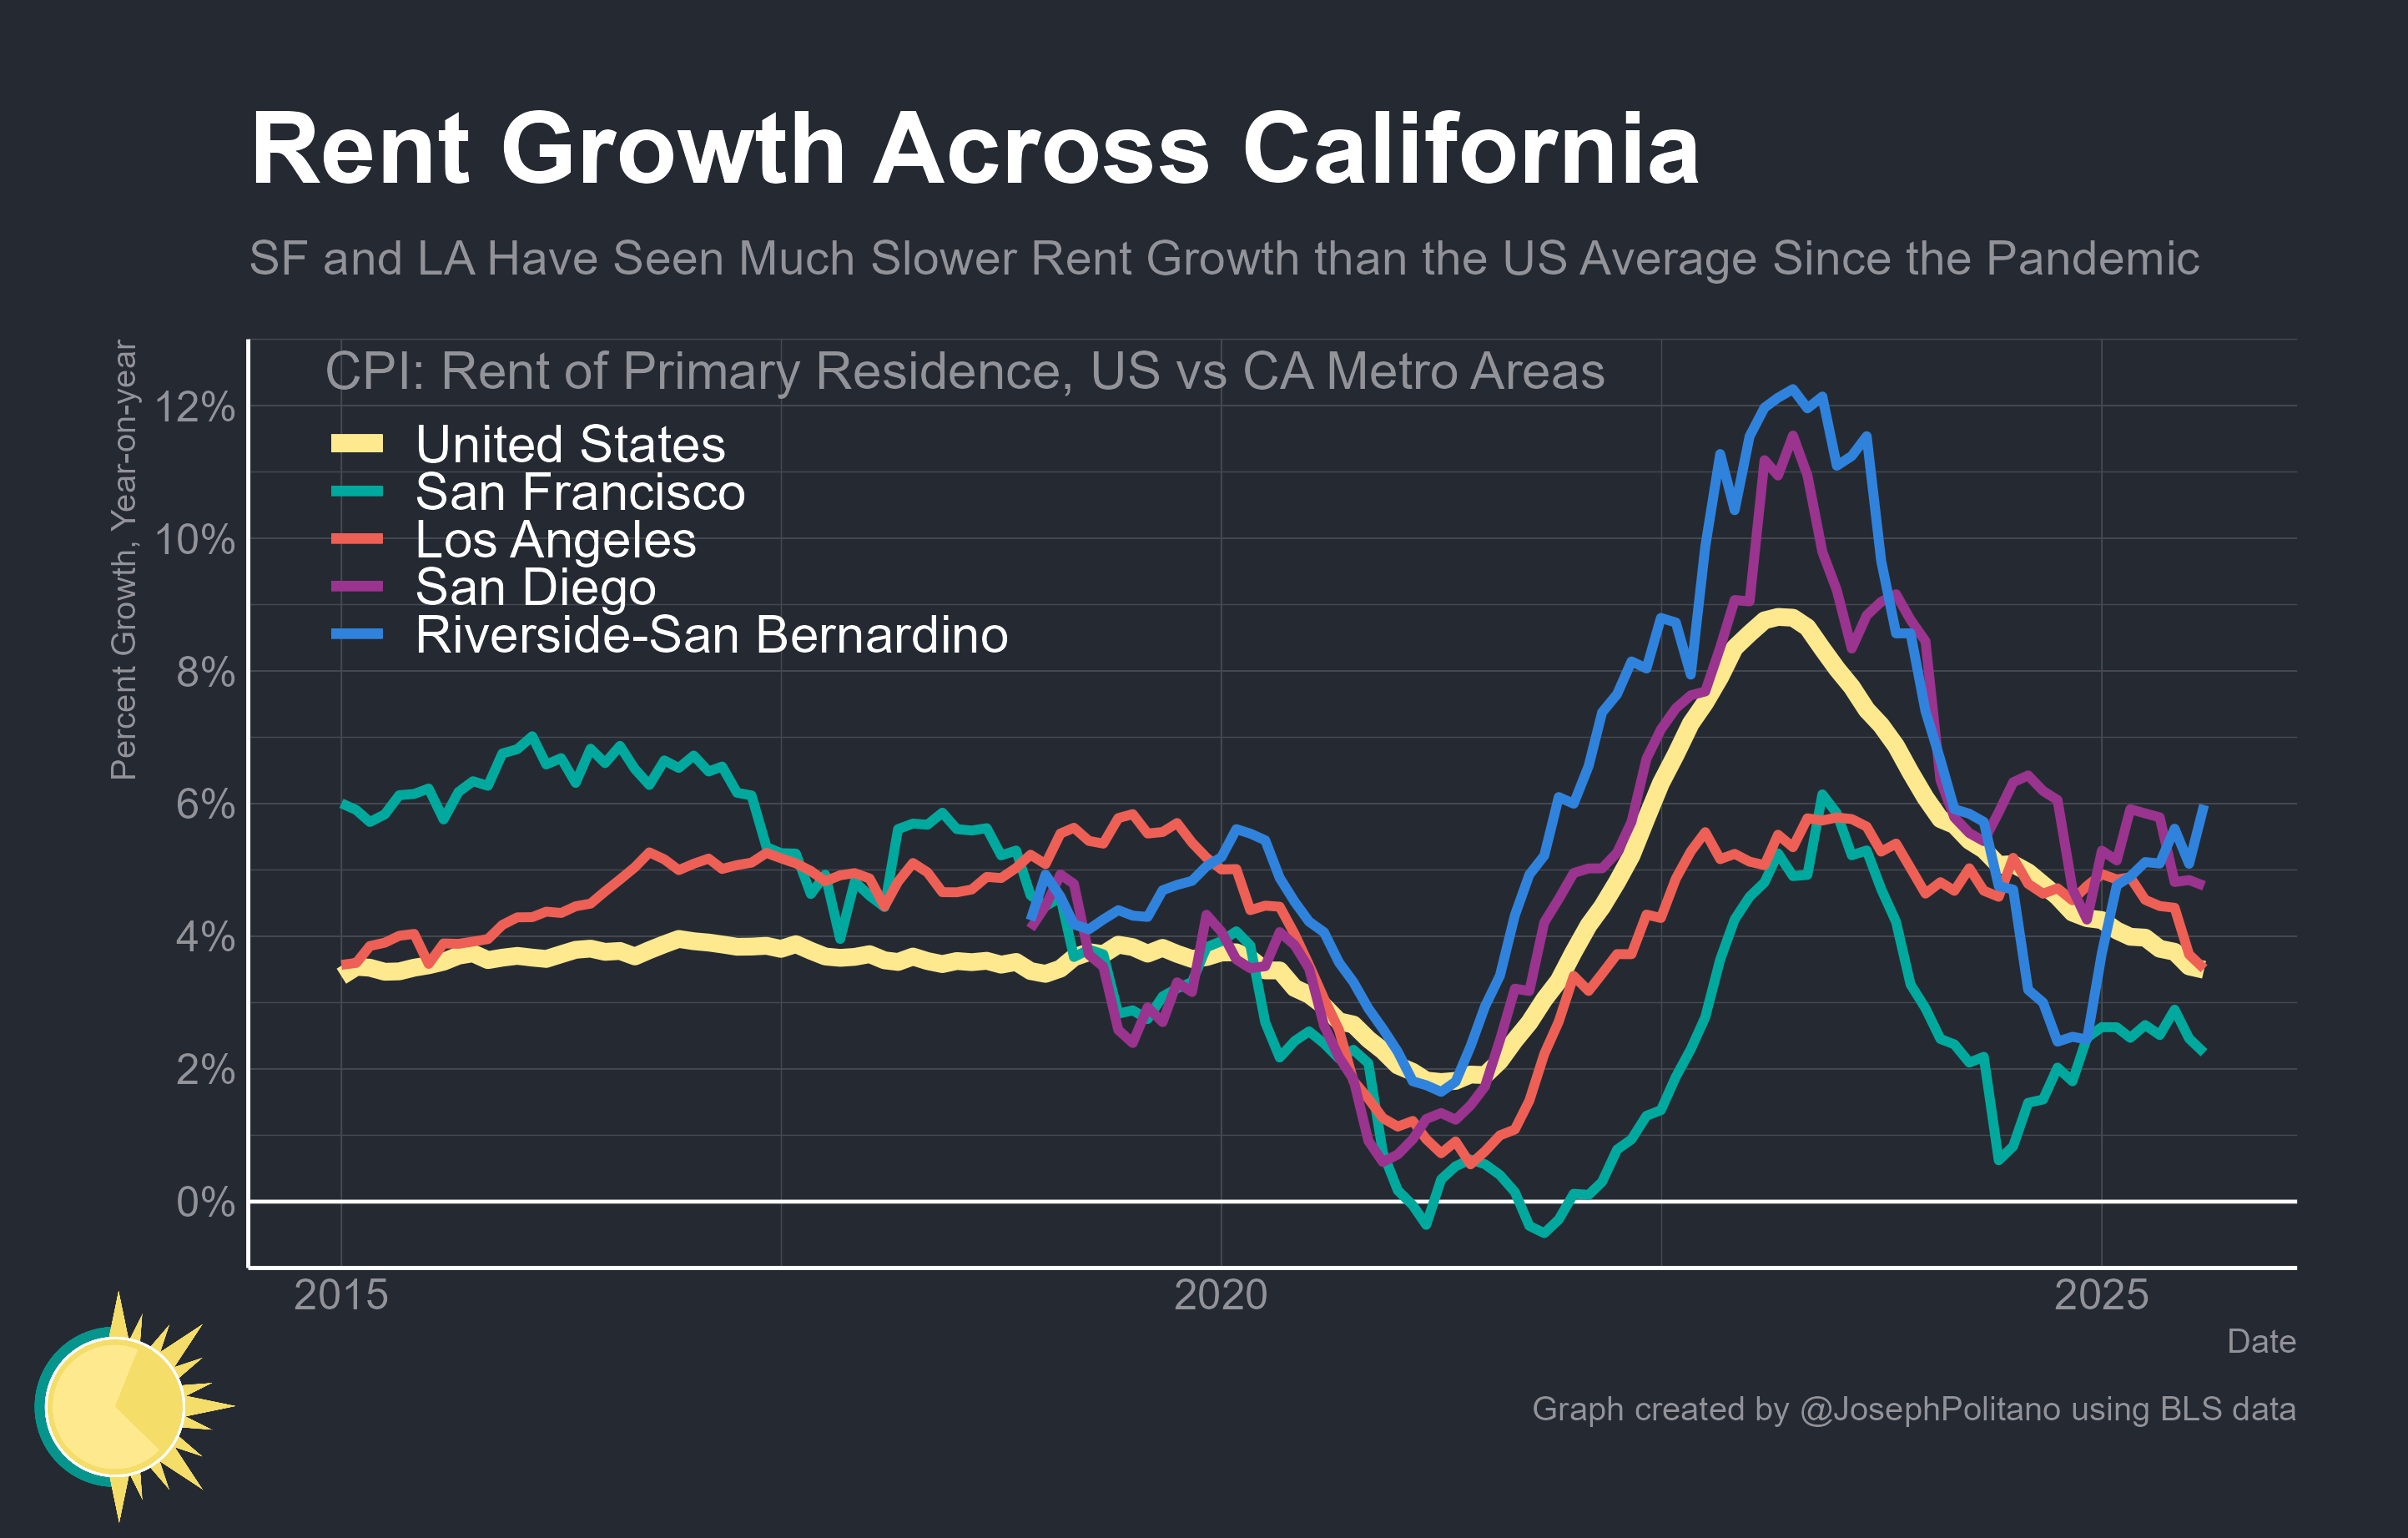 Rent Growth Across California
SF and LA Have Seen Much Slower Rent Growth than the US Average Since the Pandemic
Percent Growth, Year-on-year
CPI: Rent of Primary Residence, US vs CA Metro Areas
United States
San Francisco
Los Angeles
San Diego
Riverside-San Bernardino
12%
10%
8%
6%
4%
2%
0%
2015
2020
2025
Date
Graph created by @JosephPolitano using BLS data